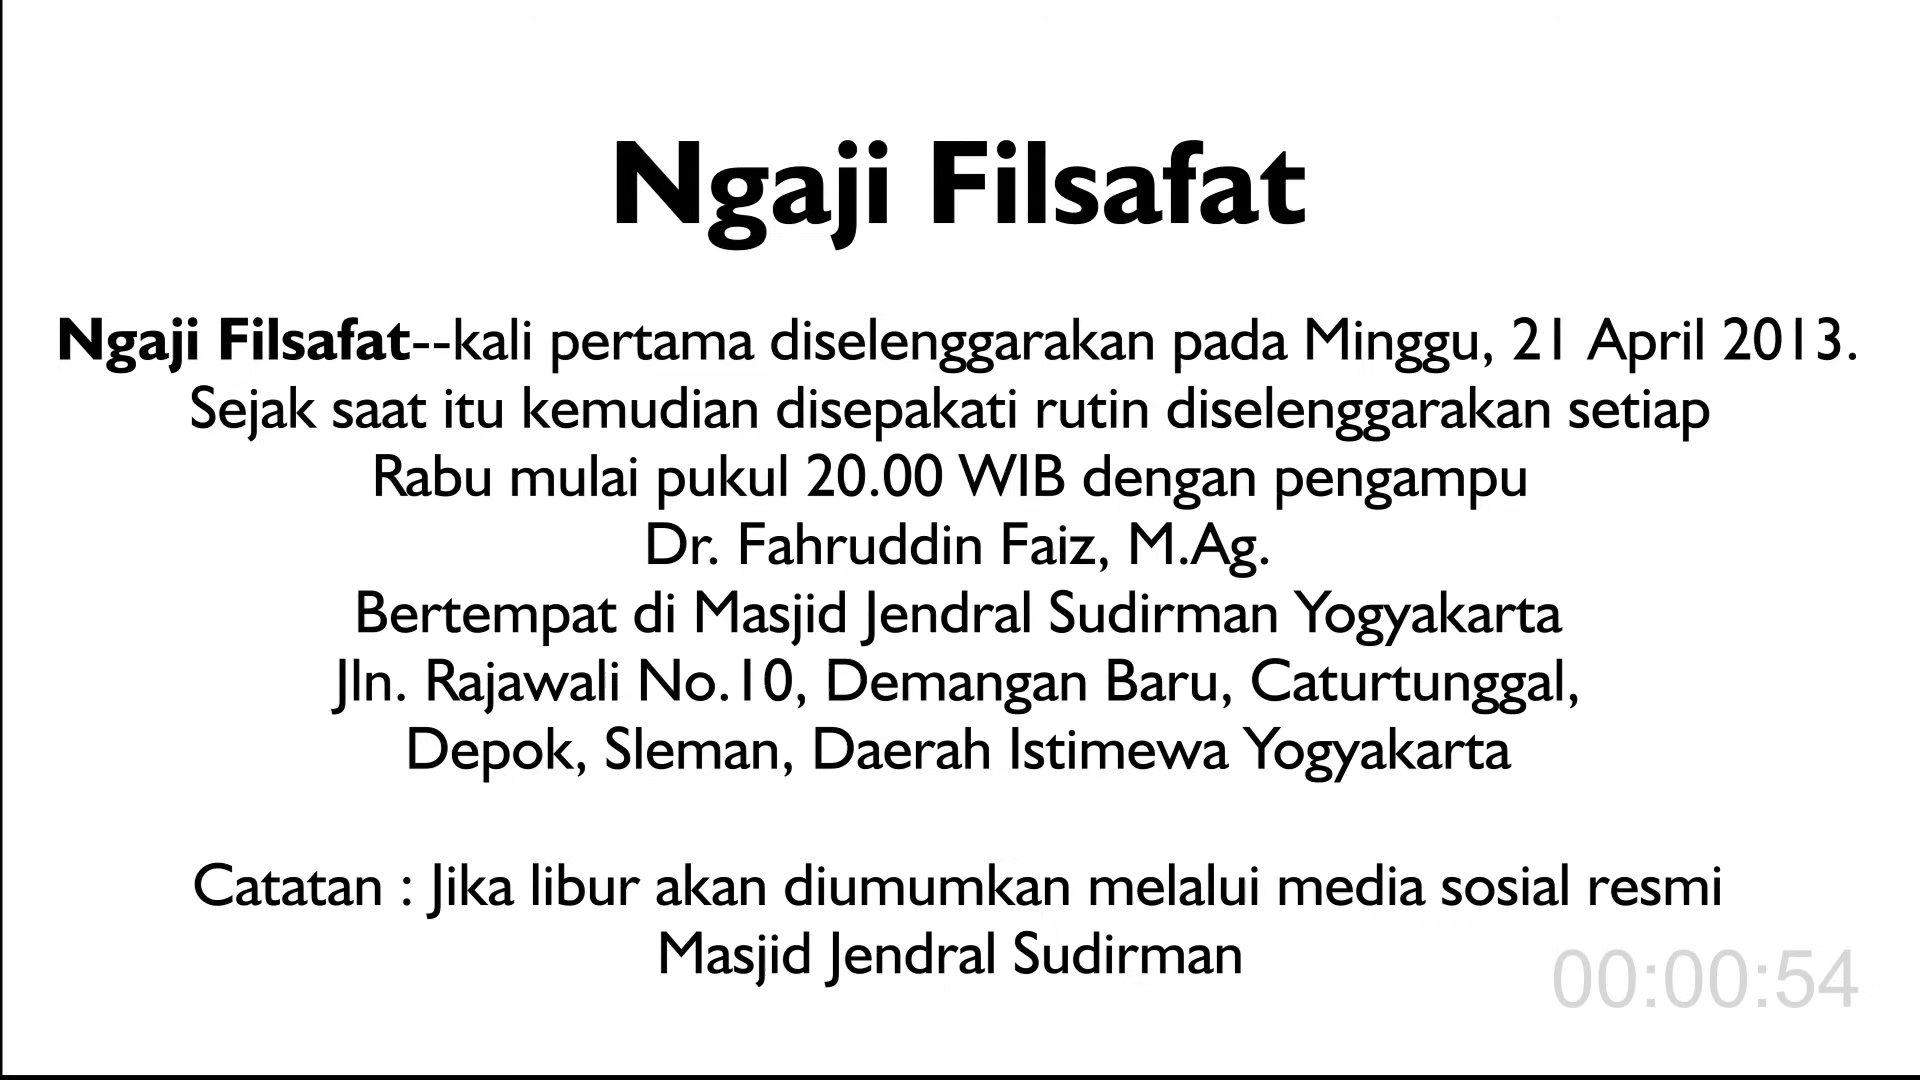 Ngaji Filsafat
Ngaji Filsafat--kali pertama diselenggarakan pada Minggu, 21 April 2013.
Sejak saat itu kemudian disepakati rutin diselenggarakan setiap
Rabu mulai pukul 20.00 WIB dengan pengampu
Dr. Fahruddin Faiz, M.Ag.
Bertempat di Masjid Jendral Sudirman Yogyakarta
Jln. Rajawali No.10, Demangan Baru, Caturtunggal,
Depok, Sleman, Daerah Istimewa Yogyakarta
Catatan : Jika libur akan diumumkan melalui media sosial resmi
Masjid Jendral Sudirman
00:00:54